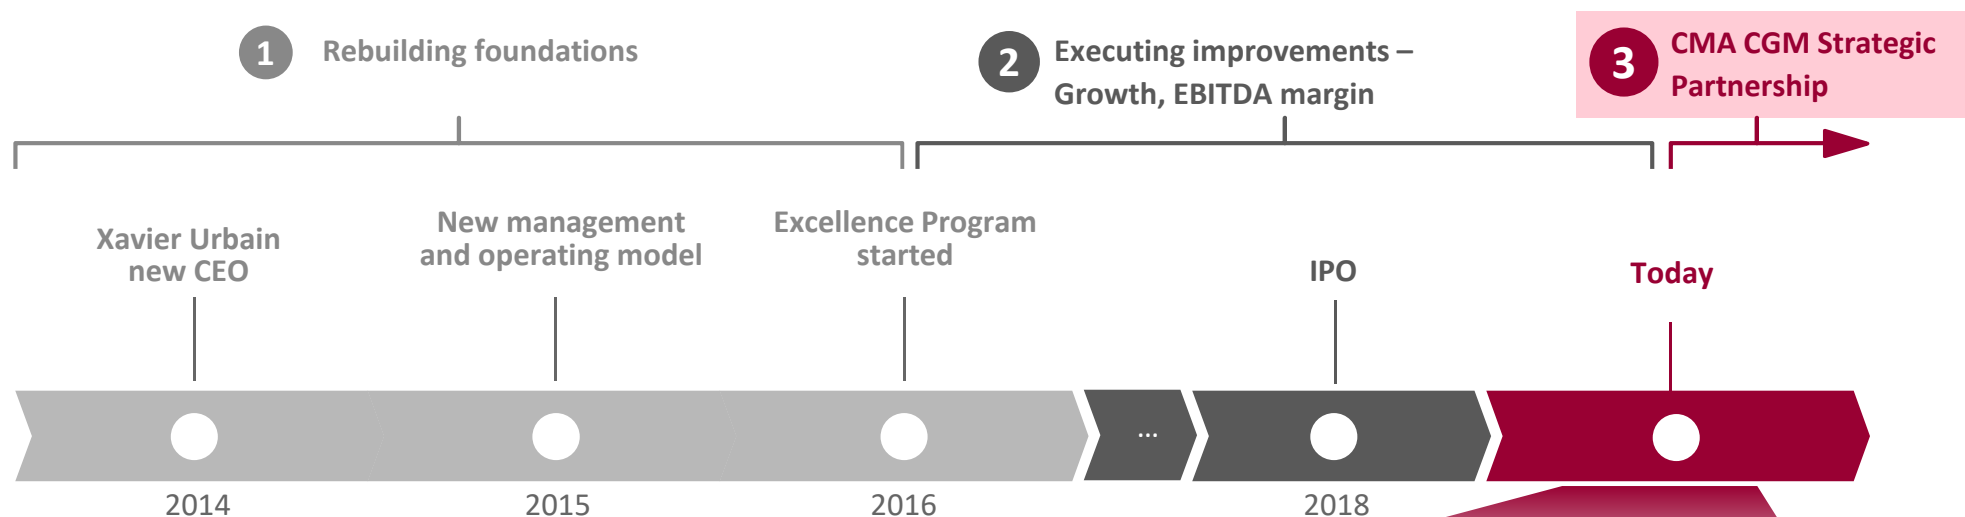 1 Rebuilding foundations
2 Executing improvements –
Growth, EBITDA margin
3 CMA CGM Strategic
Partnership
Xavier Urbain
new CEO
New management
and operating model
Excellence Program
started
IPO
Today
...
2014
2015
2016
2018